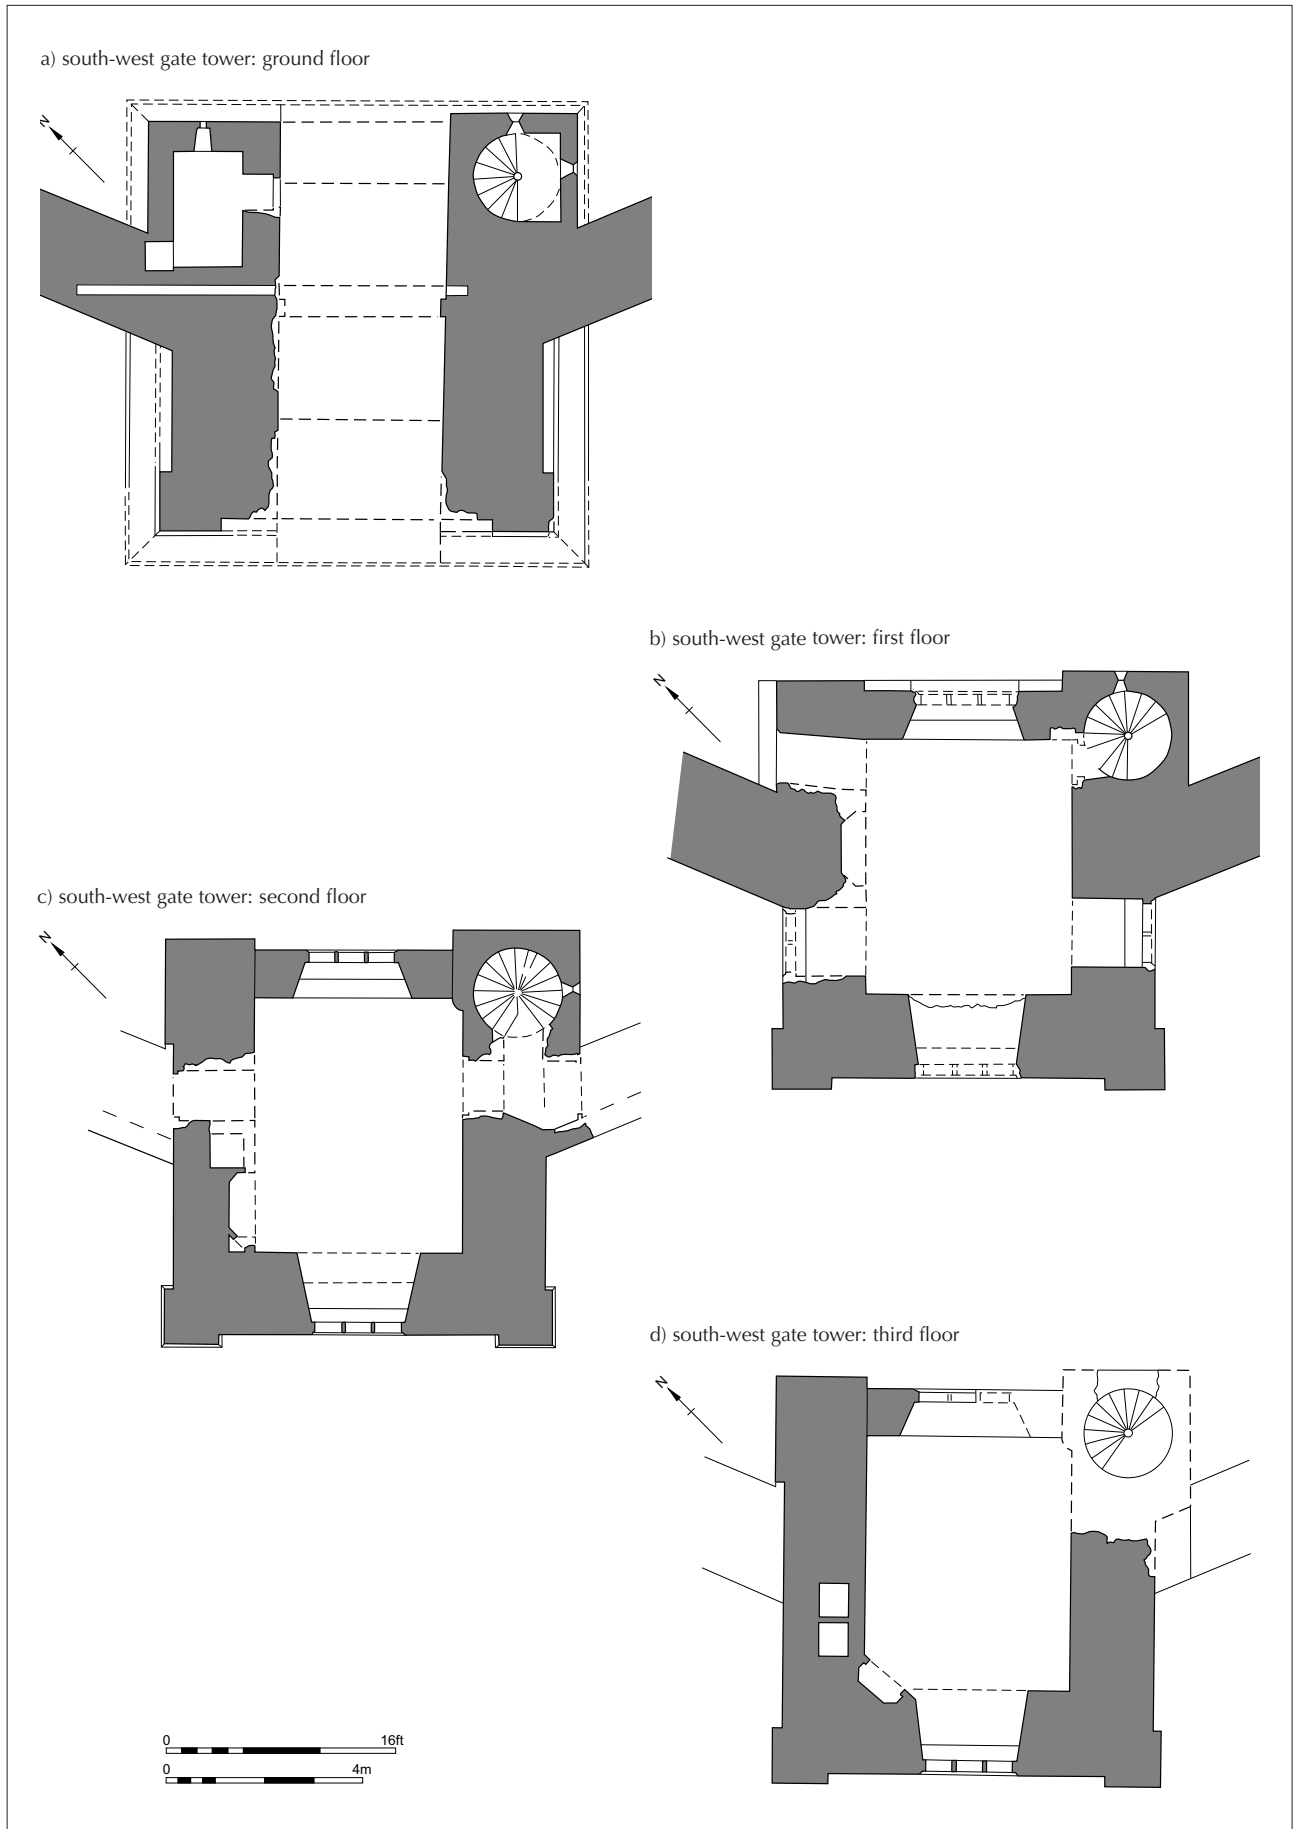 a) south-west gate tower: ground floor
N
b) south-west gate tower: first floor
N
c) south-west gate tower: second floor
N
d) south-west gate tower: third floor
N
0 16ft
0 4m